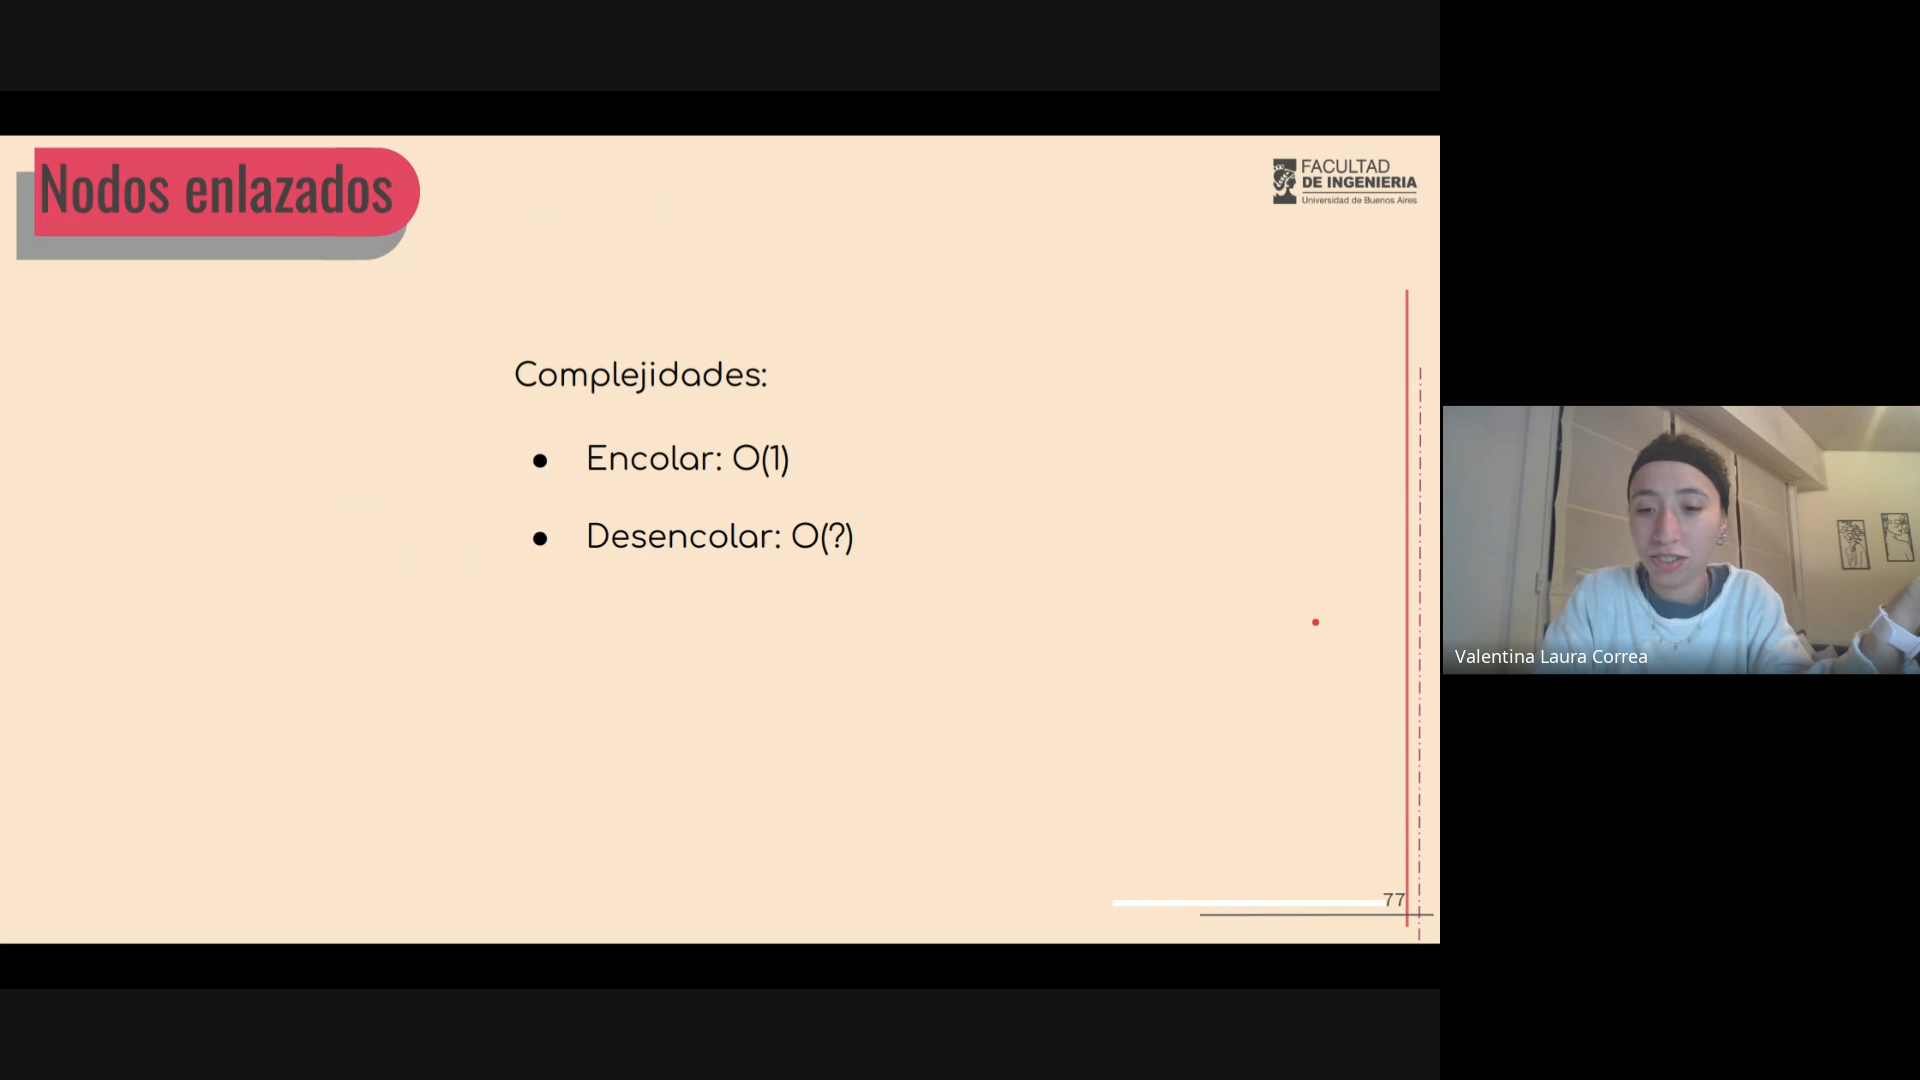 Nodos enlazados
FACULTAD
DE INGENIERIA
Universidad de Buenos Aires
Complejidades:
● Encolar: O(1)
● Desencolar: O(?)
Valentina Laura Correa
77